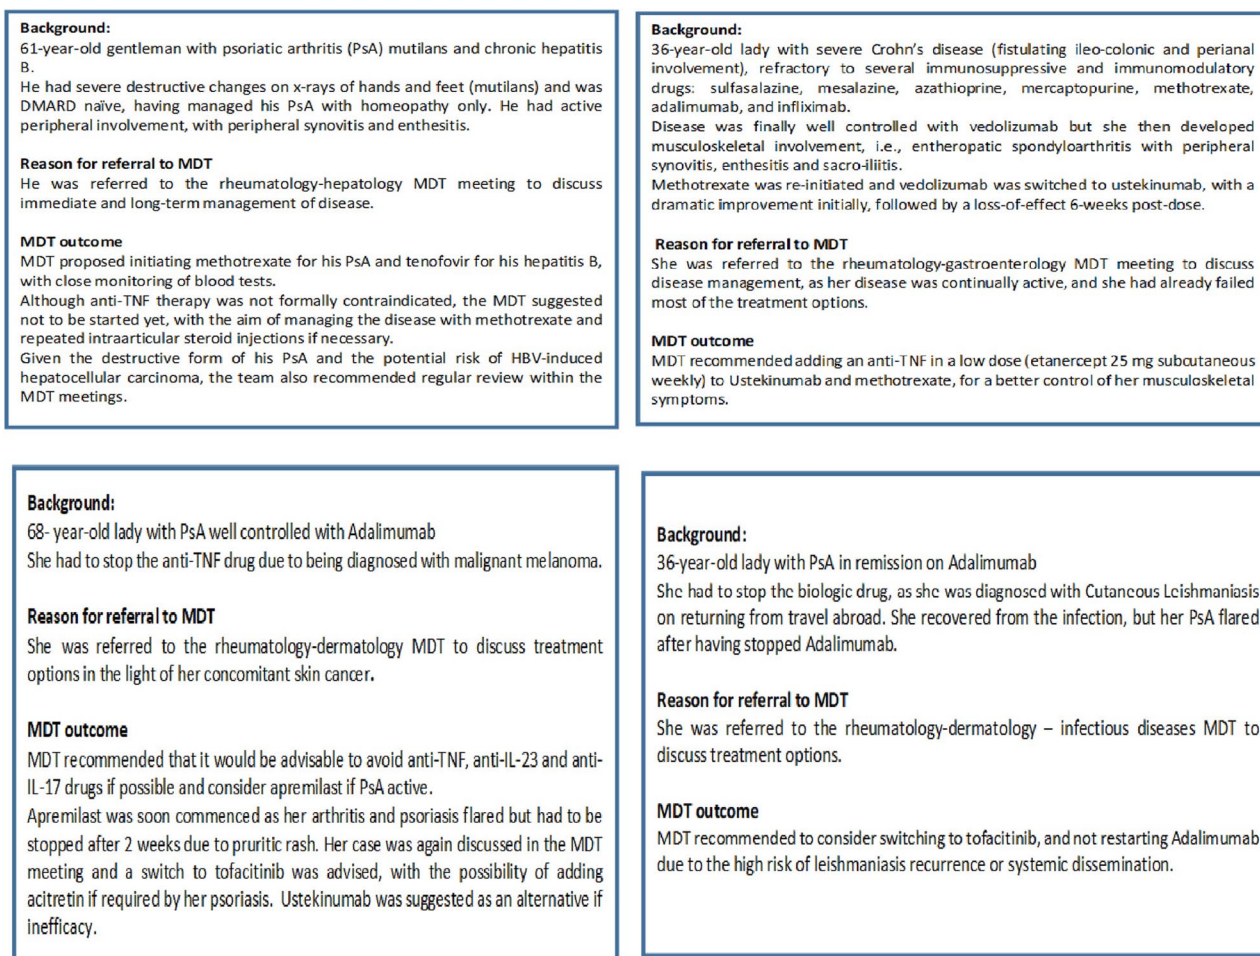 Background:
61-year-old gentleman with psoriatic arthritis (PsA) mutilans and chronic hepatitis
B.
He had severe destructive changes on x-rays of hands and feet (mutilans) and was
DMARD naïve, having managed his PsA with homeopathy only. He had active
peripheral involvement, with peripheral synovitis and enthesitis.
Reason for referral to MDT
He was referred to the rheumatology-hepatology MDT meeting to discuss
immediate and long-term management of disease.
MDT outcome
MDT proposed initiating methotrexate for his PsA and tenofovir for his hepatitis B,
with close monitoring of blood tests.
Although anti-TNF therapy was not formally contraindicated, the MDT suggested
not to be started yet, with the aim of managing the disease with methotrexate and
repeated intraarticular steroid injections if necessary.
Given the destructive form of his PsA and the potential risk of HBV-induced
hepatocellular carcinoma, the team also recommended regular review within the
MDT meetings.
Background:
36-year-old lady with severe Crohn's disease (fistulating ileo-colonic and perianal
involvement), refractory to several immunosuppressive and immunomodulatory
drugs: sulfasalazine, mesalazine, azathioprine, mercaptopurine, methotrexate,
adalimumab, and infliximab.
Disease was finally well controlled with vedolizumab but she then developed
musculoskeletal involvement, i.e., entheropatic spondyloarthritis with peripheral
synovitis, enthesitis and sacro-iliitis.
Methotrexate was re-initiated and vedolizumab was switched to ustekinumab, with a
dramatic improvement initially, followed by a loss-of-effect 6-weeks post-dose.
Reason for referral to MDT
She was referred to the rheumatology-gastroenterology MDT meeting to discuss
disease management, as her disease was continually active, and she had already failed
most of the treatment options.
MDT outcome
MDT recommended adding an anti-TNF in a low dose (etanercept 25 mg subcutaneous
weekly) to Ustekinumab and methotrexate, for a better control of her musculoskeletal
symptoms.
Background:
68- year-old lady with PsA well controlled with Adalimumab
She had to stop the anti-TNF drug due to being diagnosed with malignant melanoma.
Reason for referral to MDT
She was referred to the rheumatology-dermatology MDT to discuss treatment
options in the light of her concomitant skin cancer.
MDT outcome
MDT recommended that it would be advisable to avoid anti-TNF, anti-IL-23 and anti-
IL-17 drugs if possible and consider apremilast if PsA active.
Apremilast was soon commenced as her arthritis and psoriasis flared but had to be
stopped after 2 weeks due to pruritic rash. Her case was again discussed in the MDT
meeting and a switch to tofacitinib was advised, with the possibility of adding
acitretin if required by her psoriasis. Ustekinumab was suggested as an alternative if
inefficacy.
Background:
36-year-old lady with PsA in remission on Adalimumab
She had to stop the biologic drug, as she was diagnosed with Cutaneous Leishmaniasis
on returning from travel abroad. She recovered from the infection, but her PsA flared
after having stopped Adalimumab.
Reason for referral to MDT
She was referred to the rheumatology-dermatology – infectious diseases MDT to
discuss treatment options.
MDT outcome
MDT recommended to consider switching to tofacitinib, and not restarting Adalimumab
due to the high risk of leishmaniasis recurrence or systemic dissemination.